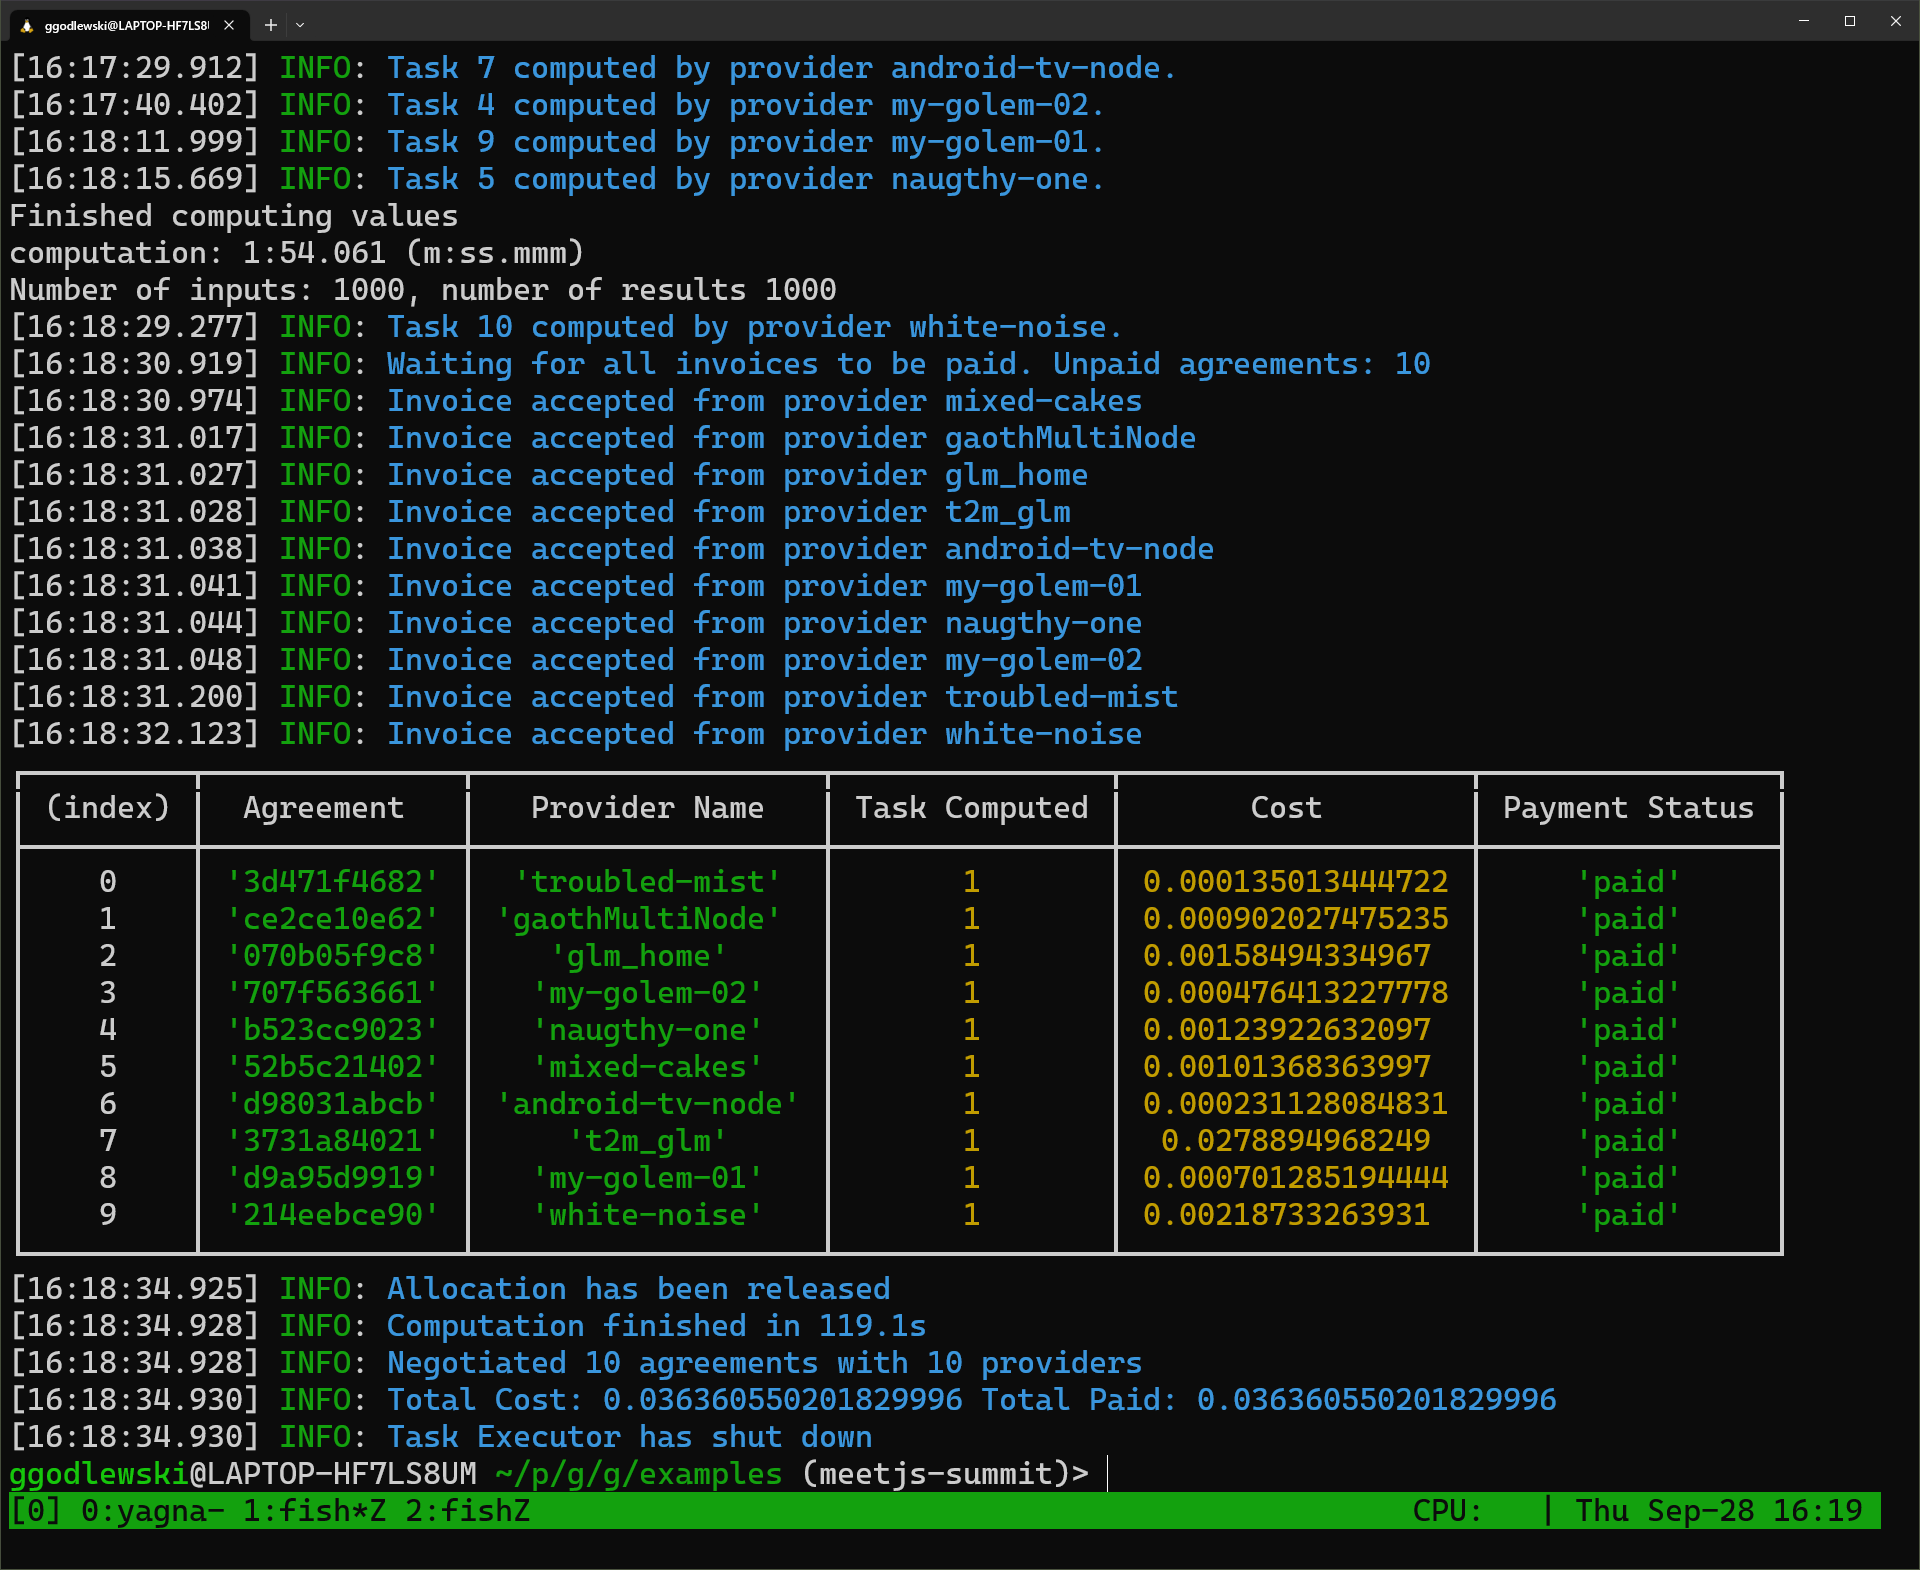 ggodlewski@LAPTOP-HF7LS8U
[16:17:29.912] INFO: Task 7 computed by provider android-tv-node.
[16:17:40.402] INFO: Task 4 computed by provider my-golem-02.
[16:18:11.999] INFO: Task 9 computed by provider my-golem-01.
[16:18:15.669] INFO: Task 5 computed by provider naugthy-one.
Finished computing values
computation: 1:54.061 (m:ss.mmm)
Number of inputs: 1000, number of results 1000
[16:18:29.277] INFO: Task 10 computed by provider white-noise.
[16:18:30.919] INFO: Waiting for all invoices to be paid. Unpaid agreements: 10
[16:18:30.974] INFO: Invoice accepted from provider mixed-cakes
[16:18:31.017] INFO: Invoice accepted from provider gaothMultiNode
[16:18:31.027] INFO: Invoice accepted from provider glm_home
[16:18:31.028] INFO: Invoice accepted from provider t2m_glm
[16:18:31.038] INFO: Invoice accepted from provider android-tv-node
[16:18:31.041] INFO: Invoice accepted from provider my-golem-01
[16:18:31.044] INFO: Invoice accepted from provider naugthy-one
[16:18:31.048] INFO: Invoice accepted from provider my-golem-02
[16:18:31.200] INFO: Invoice accepted from provider troubled-mist
[16:18:32.123] INFO: Invoice accepted from provider white-noise
(index) Agreement Provider Name Task Computed Cost Payment Status
0 '3d471f4682' 'troubled-mist' 1 0.000135013444722 'paid'
1 'ce2ce10e62' 'gaothMultiNode' 1 0.000902027475235 'paid'
2 '070b05f9c8' 'glm_home' 1 0.00158494334967 'paid'
3 '707f563661' 'my-golem-02' 1 0.000476413227778 'paid'
4 'b523cc9023' 'naugthy-one' 1 0.00123922632097 'paid'
5 '52b5c21402' 'mixed-cakes' 1 0.00101368363997 'paid'
6 'd98031abcb' 'android-tv-node' 1 0.000231128084831 'paid'
7 '3731a84021' 't2m_glm' 1 0.0278894968249 'paid'
8 'd9a95d9919' 'my-golem-01' 1 0.000701285194444 'paid'
9 '214eebce90' 'white-noise' 1 0.00218733263931 'paid'
[16:18:34.925] INFO: Allocation has been released
[16:18:34.928] INFO: Computation finished in 119.1s
[16:18:34.928] INFO: Negotiated 10 agreements with 10 providers
[16:18:34.930] INFO: Total Cost: 0.036360550201829996 Total Paid: 0.036360550201829996
[16:18:34.930] INFO: Task Executor has shut down
ggodlewski@LAPTOP-HF7LS8UM ~/p/g/g/examples (meetjs-summit)>
[0] 0:yagna- 1:fish*Z 2:fishZ CPU: | Thu Sep-28 16:19